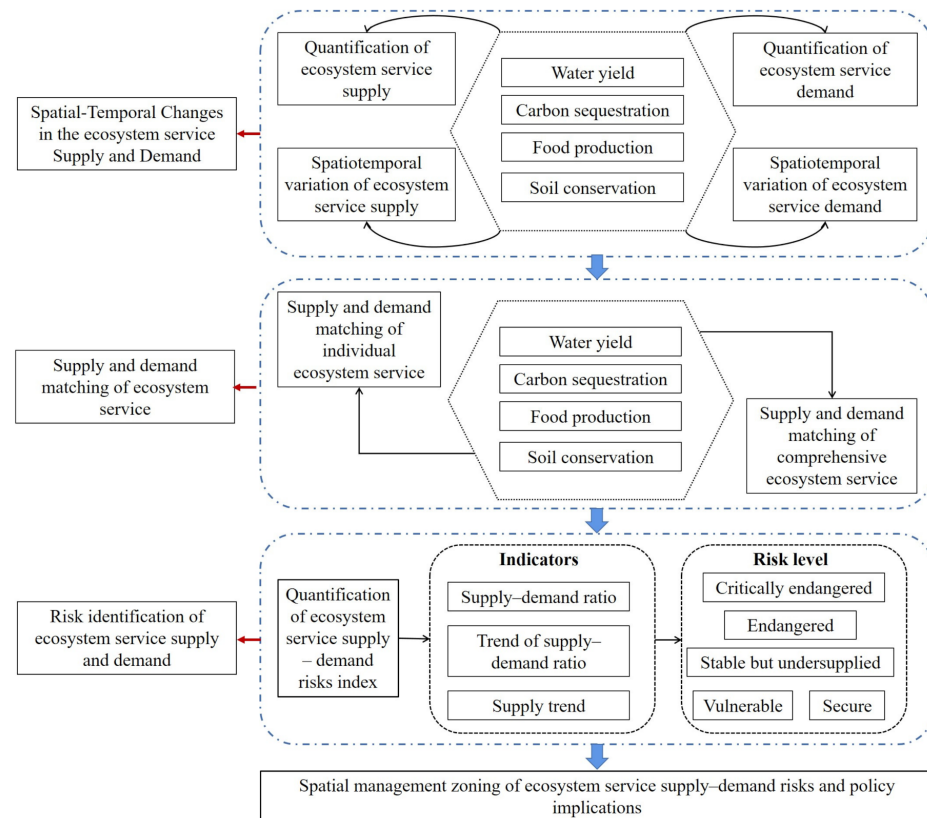 Spatial-Temporal Changes
in the ecosystem service
Supply and Demand
Quantification of
ecosystem service
supply
Spatiotemporal
variation of ecosystem
service supply
Water yield
Carbon sequestration
Food production
Soil conservation
Quantification of
ecosystem service
demand
Spatiotemporal
variation of ecosystem
service demand
Supply and demand
matching of ecosystem
service
Supply and demand
matching of
individual
ecosystem service
Water yield
Carbon sequestration
Food production
Soil conservation
Supply and demand
matching of
comprehensive
ecosystem service
Risk identification of
ecosystem service supply
and demand
Quantification
of ecosystem
service supply
– demand
risks index
Indicators
Supply–demand ratio
Trend of supply–
demand ratio
Supply trend
Risk level
Critically endangered
Endangered
Stable but undersupplied
Vulnerable
Secure
Spatial management zoning of ecosystem service supply–demand risks and policy
implications